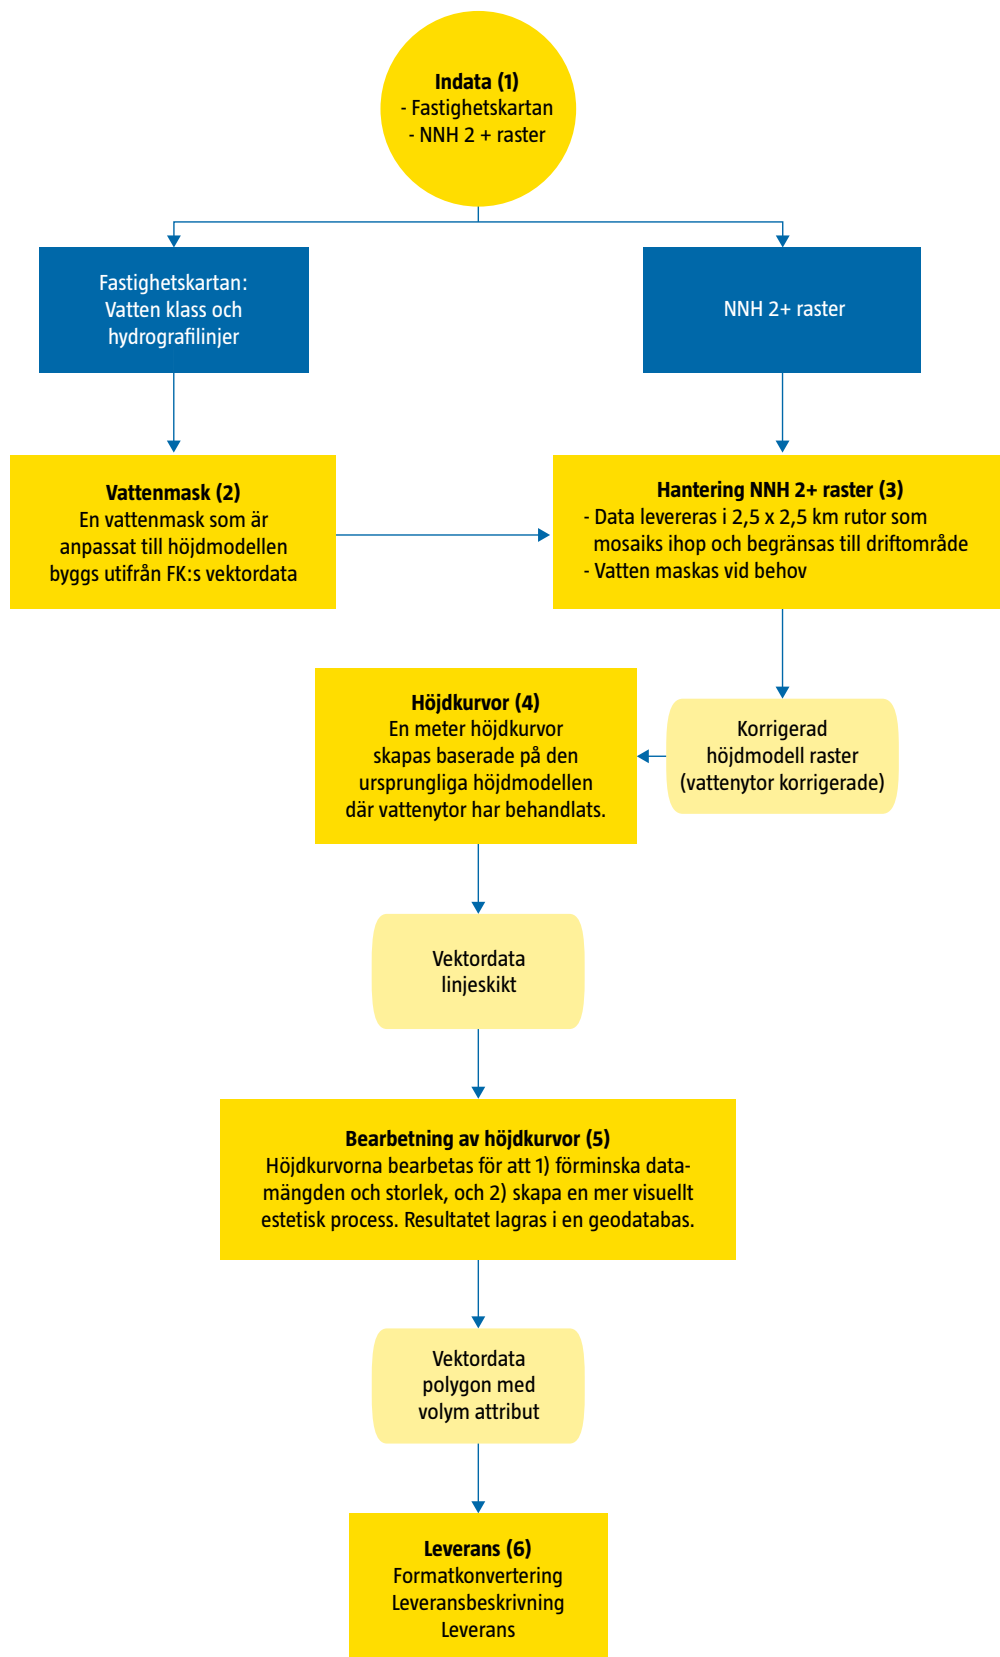 Indata (1)
- Fastighetskartan
- NNH 2 + raster
Fastighetskartan:
Vatten klass och
hydrografilinjer
NNH 2+ raster
Vattenmask (2)
En vattenmask som är
anpassat till höjdmodellen
byggs utifrån FK:s vektordata
Hantering NNH 2+ raster (3)
- Data levereras i 2,5 x 2,5 km rutor som
mosaiks ihop och begränsas till driftområde
- Vatten maskas vid behov
Höjdkurvor (4)
En meter höjdkurvor
skapas baserade på den
ursprungliga höjdmodellen
där vattenytor har behandlats.
Korrigerad
höjdmodell raster
(vattenytor korrigerade)
Vektordata
linjeskikt
Bearbetning av höjdkurvor (5)
Höjdkurvorna bearbetas för att 1) förminska data-
mängden och storlek, och 2) skapa en mer visuellt
estetisk process. Resultatet lagras i en geodatabas.
Vektordata
polygon med
volym attribut
Leverans (6)
Formatkonvertering
Leveransbeskrivning
Leverans